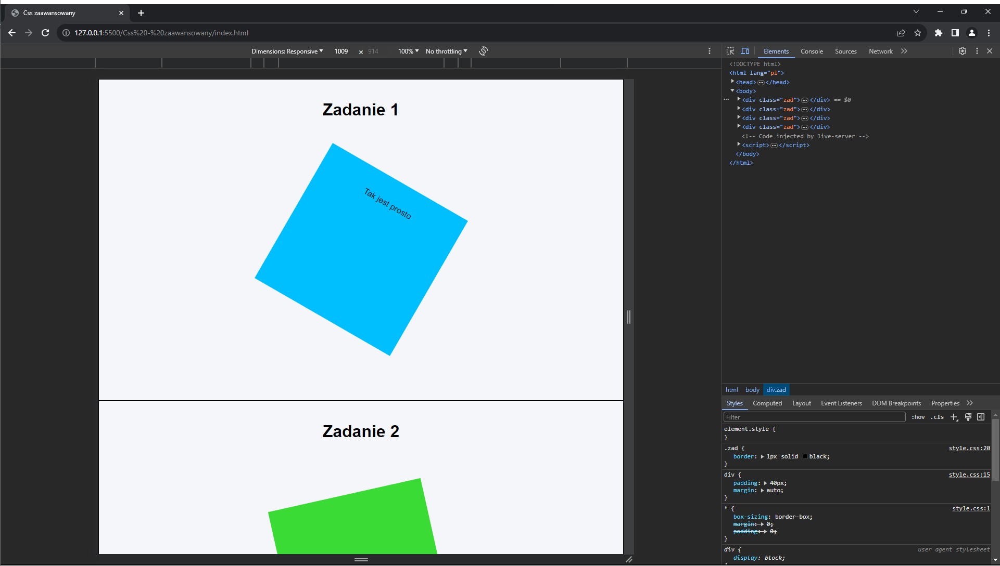 Css zaawansowany
127.0.0.1:5500/Css%20-%20zaawansowany/index.html
Dimensions: Responsive 1009 × 914 100% No throttling
Elements Console Sources Network
Zadanie 1
Tak jest prosto
Zadanie 2
<!DOCTYPE html>
<html lang="pl">
<head>…</head>
<body>
<div class="zad">…</div> == $0
<div class="zad">…</div>
<div class="zad">…</div>
<div class="zad">…</div>
<!-- Code injected by live-server -->
<script>…</script>
</body>
</html>
html body div.zad
Styles Computed Layout Event Listeners DOM Breakpoints Properties
Filter :hov .cls
element.style {
}
.zad { style.css:20
border: 1px solid black;
}
div { style.css:15
padding: 40px;
margin: auto;
}
* { style.css:1
box-sizing: border-box;
margin: 0;
padding: 0;
}
div { user agent stylesheet
display: block;